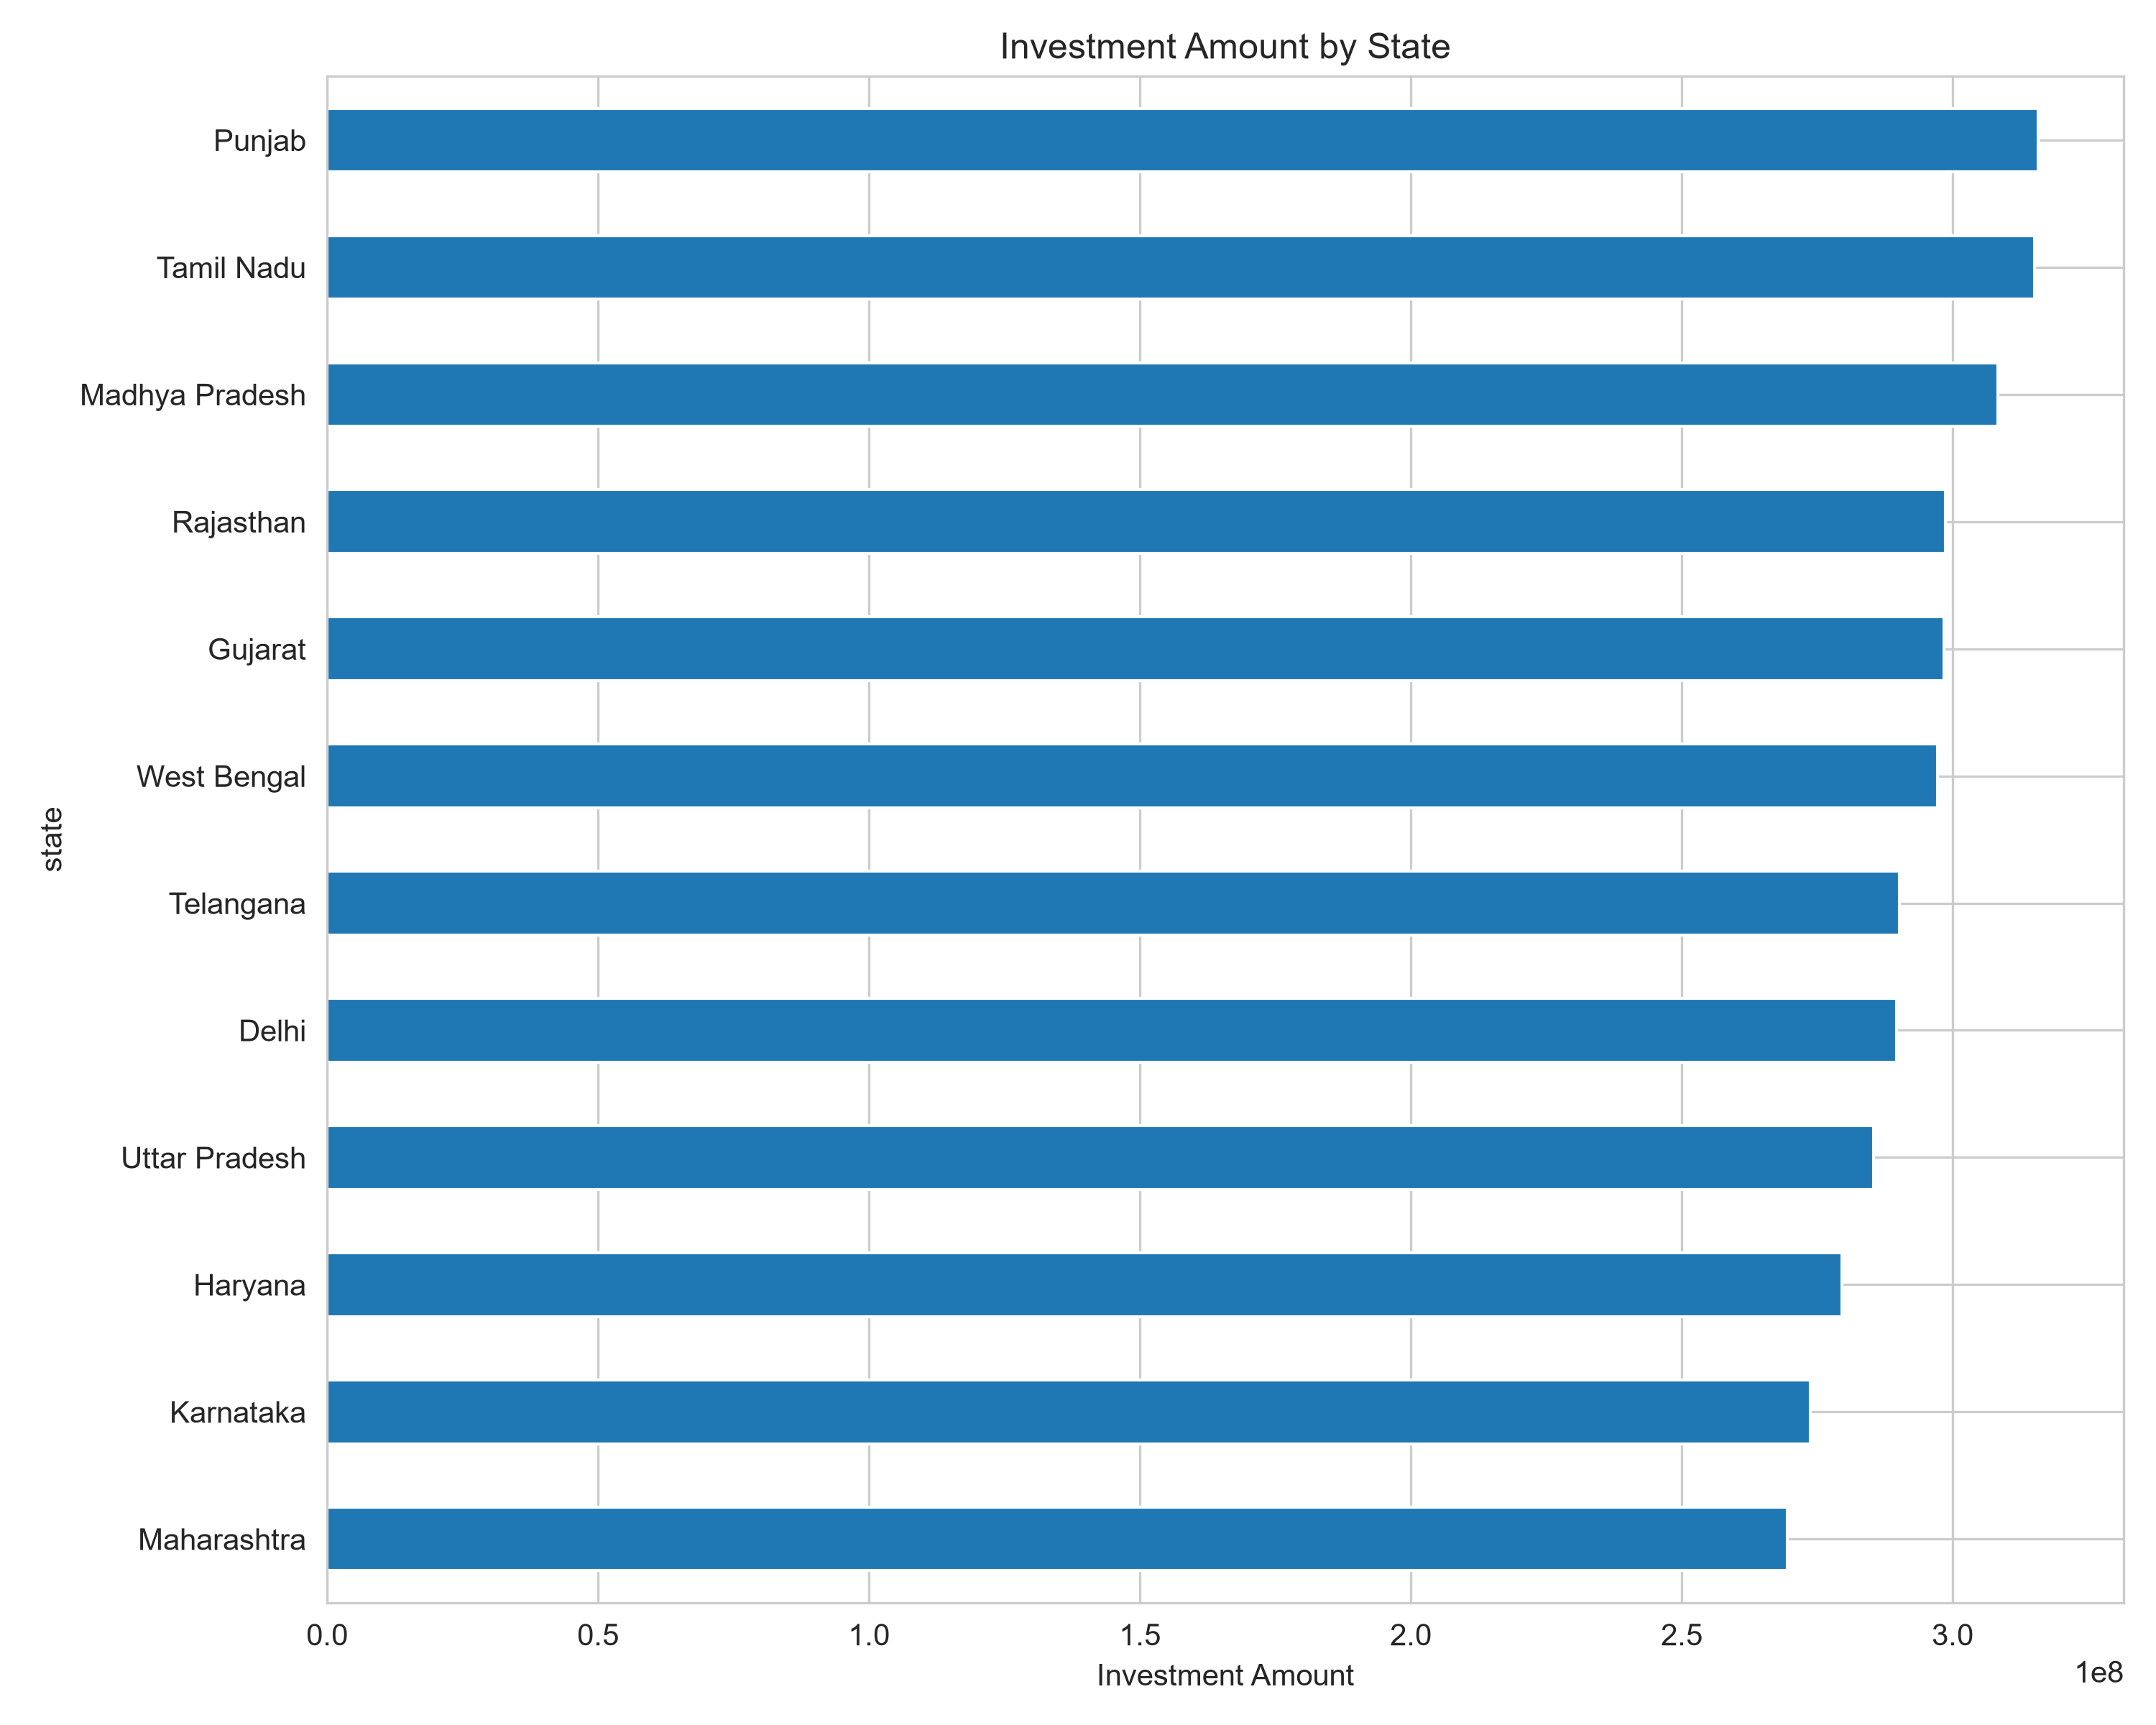 Investment Amount by State
Punjab
Tamil Nadu
Madhya Pradesh
Rajasthan
Gujarat
West Bengal
Telangana
Delhi
Uttar Pradesh
Haryana
Karnataka
Maharashtra
state
0.0 0.5 1.0 1.5 2.0 2.5 3.0
Investment Amount
1e8